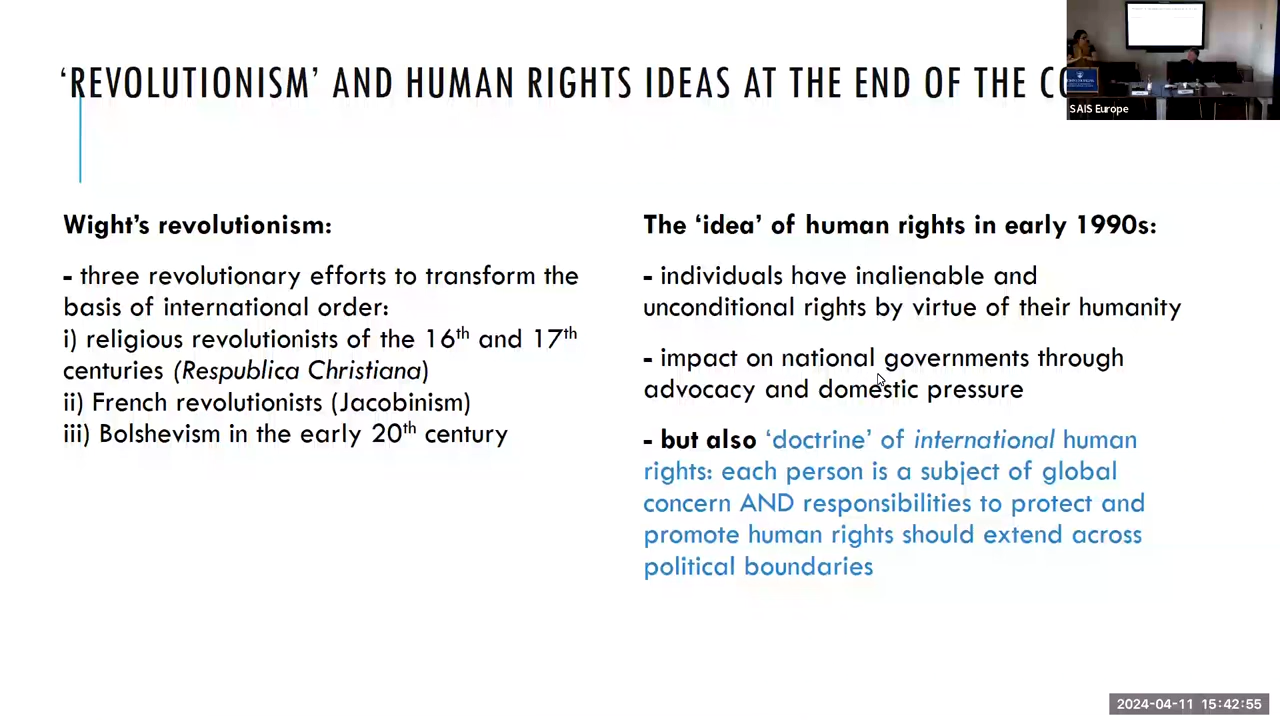 ‘REVOLUTIONISM’ AND HUMAN RIGHTS IDEAS AT THE END OF THE
SAIS Europe
Wight’s revolutionism:
- three revolutionary efforts to transform the
basis of international order:
i) religious revolutionists of the 16th and 17th
centuries (Respublica Christiana)
ii) French revolutionists (Jacobinism)
iii) Bolshevism in the early 20th century
The ‘idea’ of human rights in early 1990s:
- individuals have inalienable and
unconditional rights by virtue of their humanity
- impact on national governments through
advocacy and domestic pressure
- but also ‘doctrine’ of international human
rights: each person is a subject of global
concern AND responsibilities to protect and
promote human rights should extend across
political boundaries
2024-04-11 15:42:55